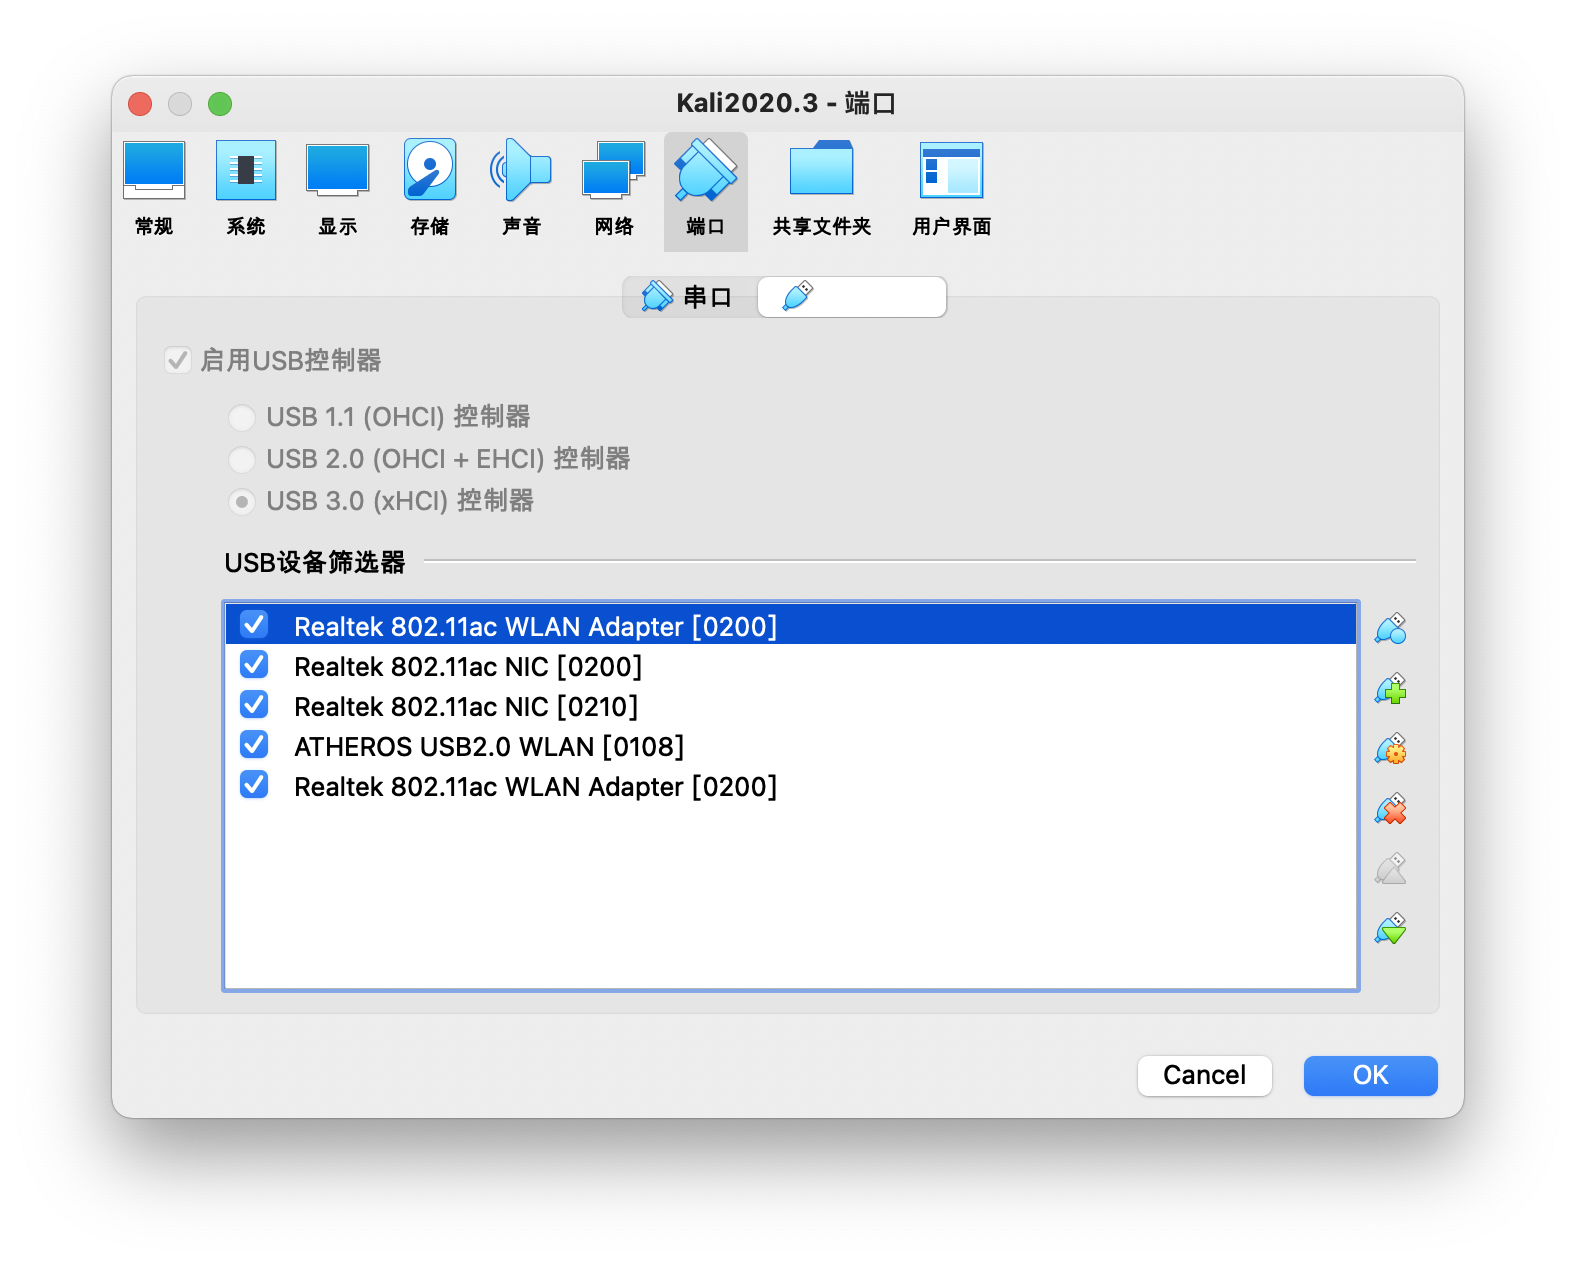 Kali2020.3 - 端口
常规 系统 显示 存储 声音 网络 端口 共享文件夹 用户界面
串口
启用USB控制器
USB 1.1 (OHCI) 控制器
USB 2.0 (OHCI + EHCI) 控制器
USB 3.0 (xHCI) 控制器
USB设备筛选器
Realtek 802.11ac WLAN Adapter [0200]
Realtek 802.11ac NIC [0200]
Realtek 802.11ac NIC [0210]
ATHEROS USB2.0 WLAN [0108]
Realtek 802.11ac WLAN Adapter [0200]
Cancel OK